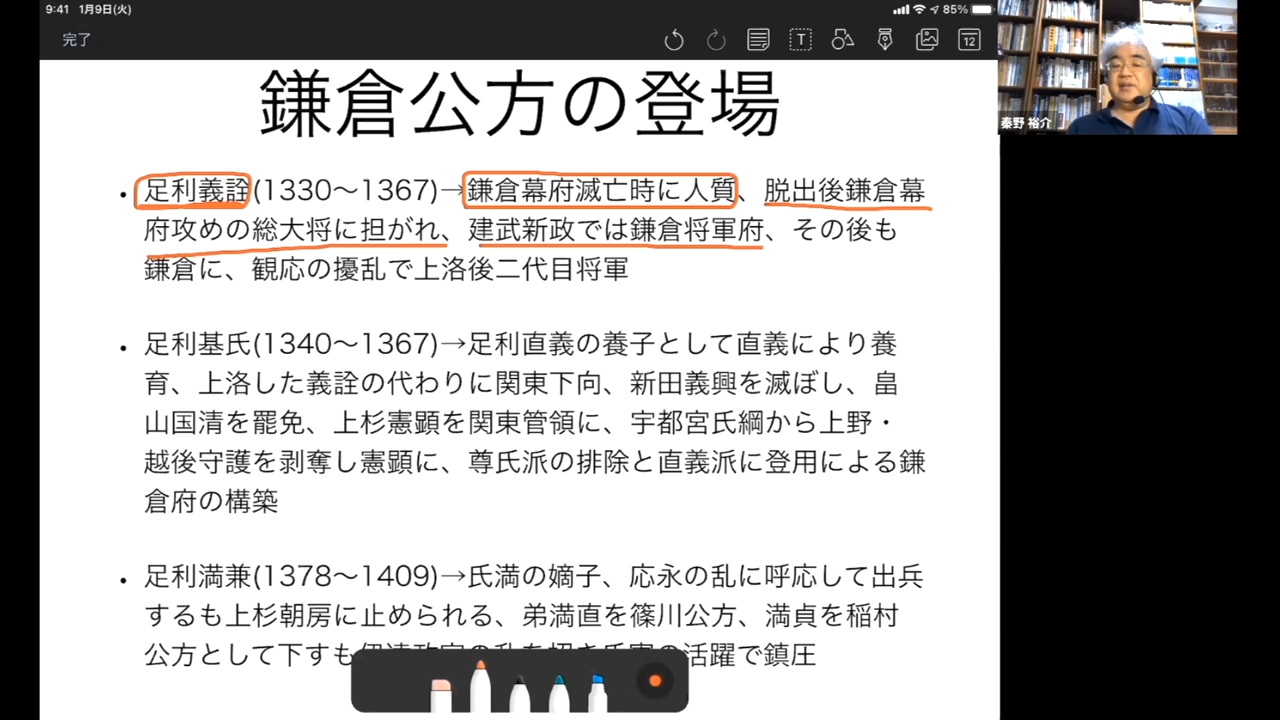 9:41 1月9日(火)
85%
完了
T
12
鎌倉公方の登場
秦野 裕介
・足利義詮(1330〜1367)→鎌倉幕府滅亡時に人質、脱出後鎌倉幕
府攻めの総大将に担がれ、建武新政では鎌倉将軍府、その後も
鎌倉に、観応の擾乱で上洛後二代目将軍
・足利基氏(1340〜1367)→足利直義の養子として直義により養
育、上洛した義詮の代わりに関東下向、新田義興を滅ぼし、畠
山国清を罷免、上杉憲顕を関東管領に、宇都宮氏綱から上野・
越後守護を剥奪し憲顕に、尊氏派の排除と直義派に登用による鎌
倉府の構築
・足利満兼(1378〜1409)→氏満の嫡子、応永の乱に呼応して出兵
するも上杉朝房に止められる、弟満直を篠川公方、満貞を稲村
公方として下すも活躍で鎮圧